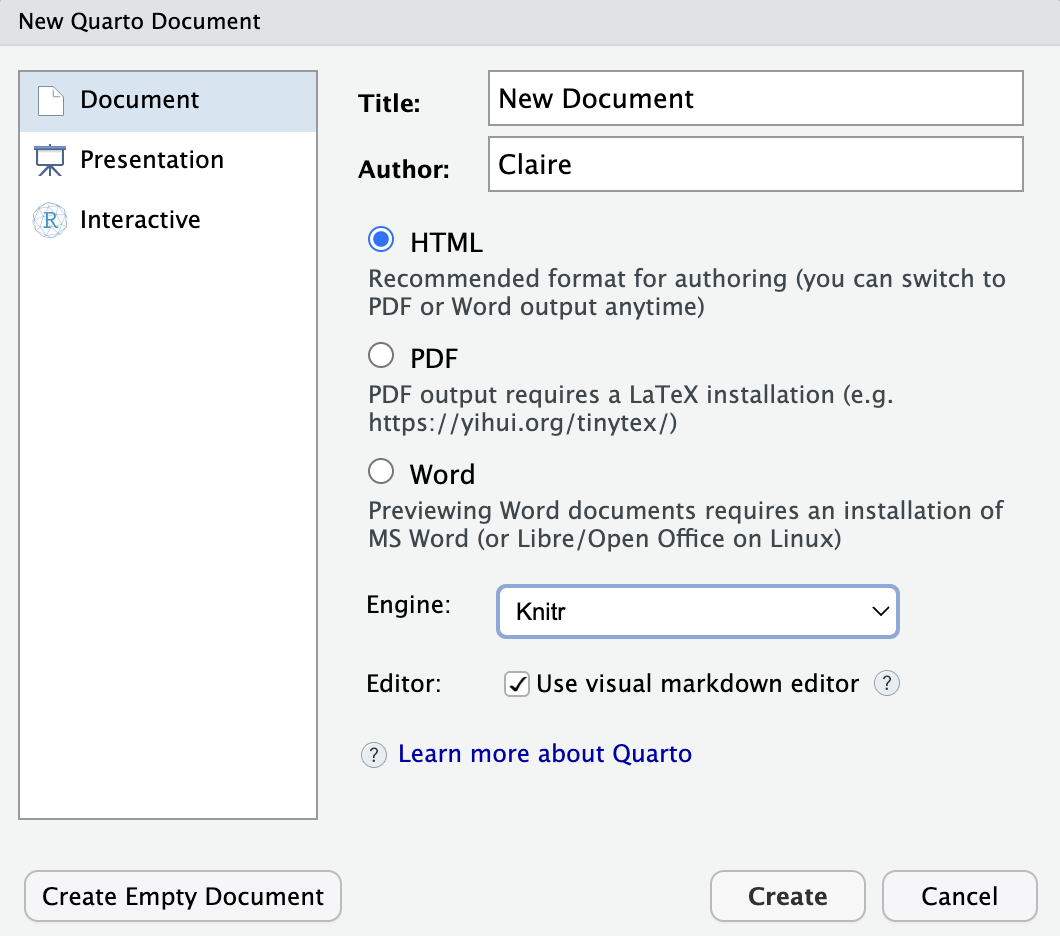 New Quarto Document
Document
Presentation
R Interactive
Title: New Document
Author: Claire
HTML
Recommended format for authoring (you can switch to
PDF or Word output anytime)
PDF
PDF output requires a LaTeX installation (e.g.
https://yihui.org/tinytex/)
Word
Previewing Word documents requires an installation of
MS Word (or Libre/Open Office on Linux)
Engine: Knitr
Editor: Use visual markdown editor ?
? Learn more about Quarto
Create Empty Document Create Cancel